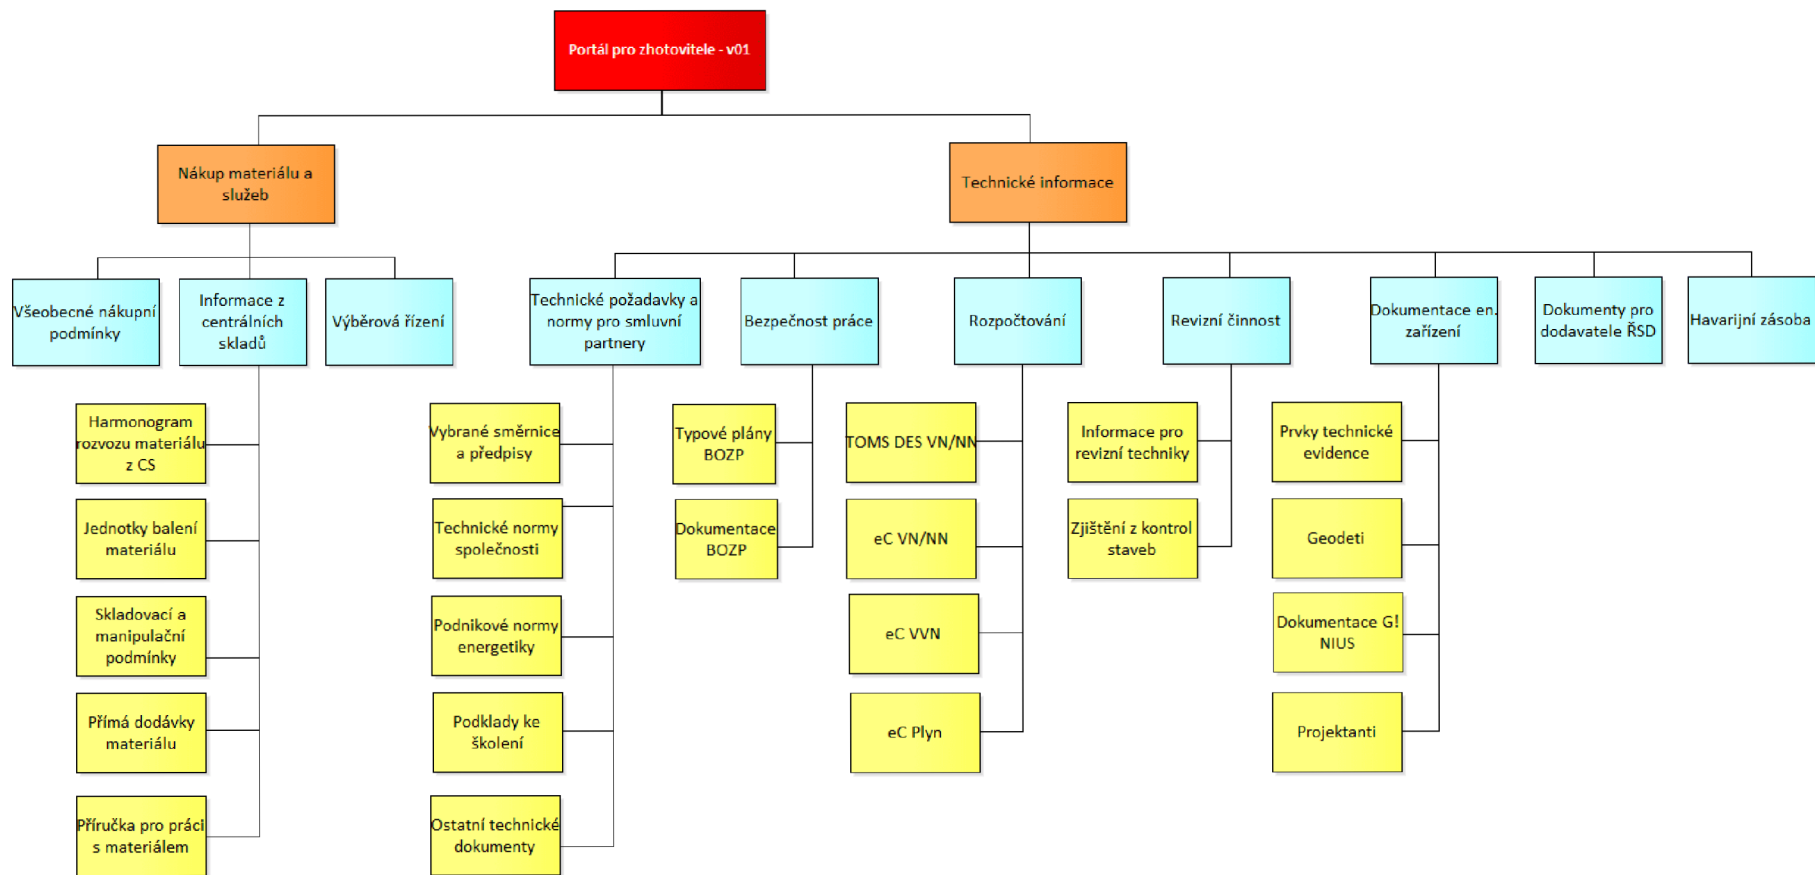 Portál pro zhotovitele - v01
Nákup materiálu a
služeb
Technické informace
Všeobecné nákupní
podmínky
Informace z
centrálních
skladů
Výběrová řízení
Technické požadavky a
normy pro smluvní
partnery
Bezpečnost práce
Rozpočtování
Revizní činnost
Dokumentace en.
zařízení
Dokumenty pro
dodavatele ŘSD
Havarijní zásoba
Harmonogram
rozvozu materiálu
z CS
Jednotky balení
materiálu
Skladovací a
manipulační
podmínky
Přímá dodávky
materiálu
Příručka pro práci
s materiálem
Vybrané směrnice
a předpisy
Technické normy
společnosti
Podnikové normy
energetiky
Podklady ke
školení
Ostatní technické
dokumenty
Typové plány
BOZP
Dokumentace
BOZP
TOMS DES VN/NN
eC VN/NN
eC VVN
eC Plyn
Informace pro
revizní techniky
Zjištění z kontrol
staveb
Prvky technické
evidence
Geodeti
Dokumentace G!
NIUS
Projektanti